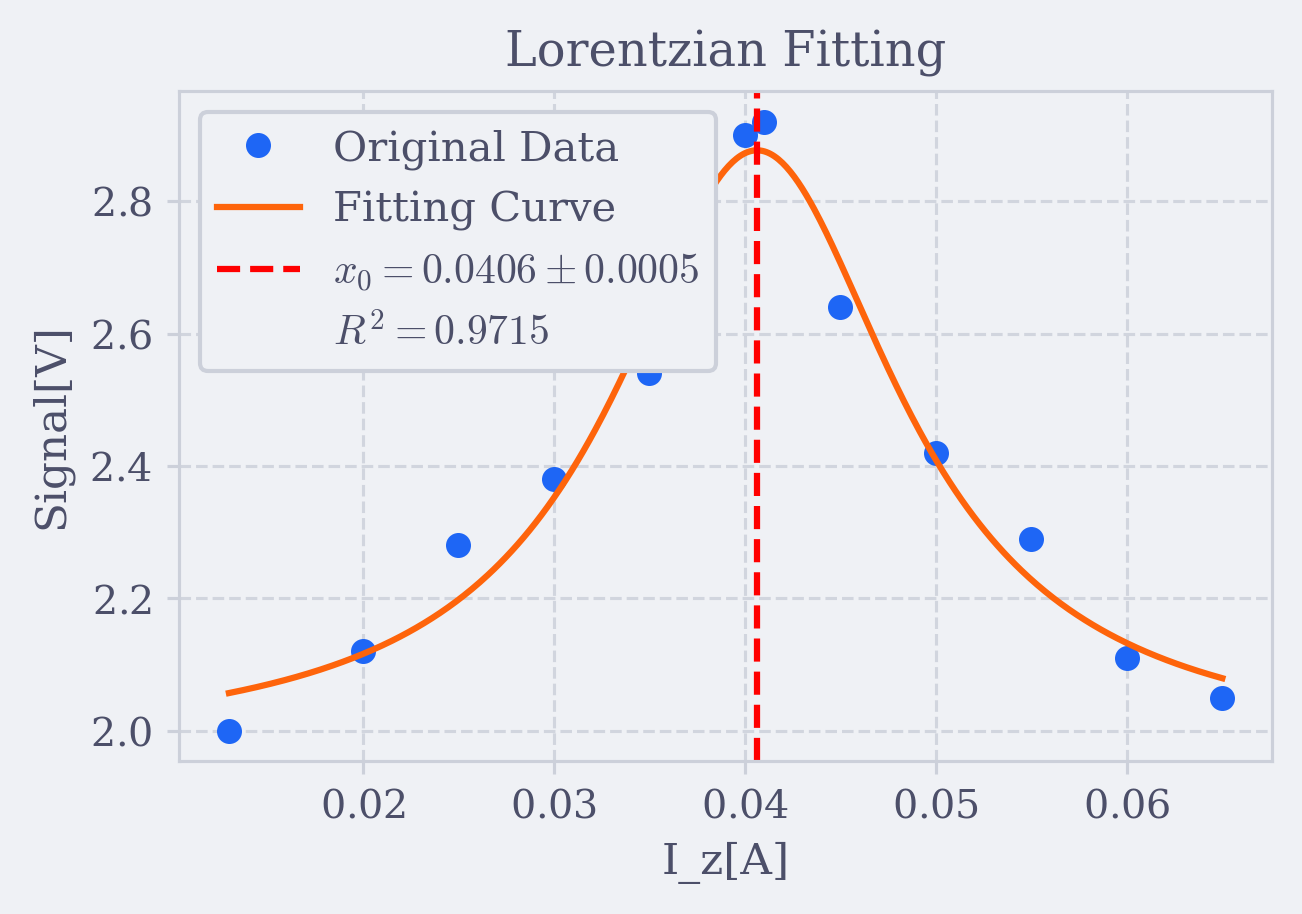 Lorentzian Fitting
Original Data
Fitting Curve
x₀ = 0.0406 ± 0.0005
R² = 0.9715
Signal[V]
2.8
2.6
2.4
2.2
2.0
0.02 0.03 0.04 0.05 0.06
I_z[A]